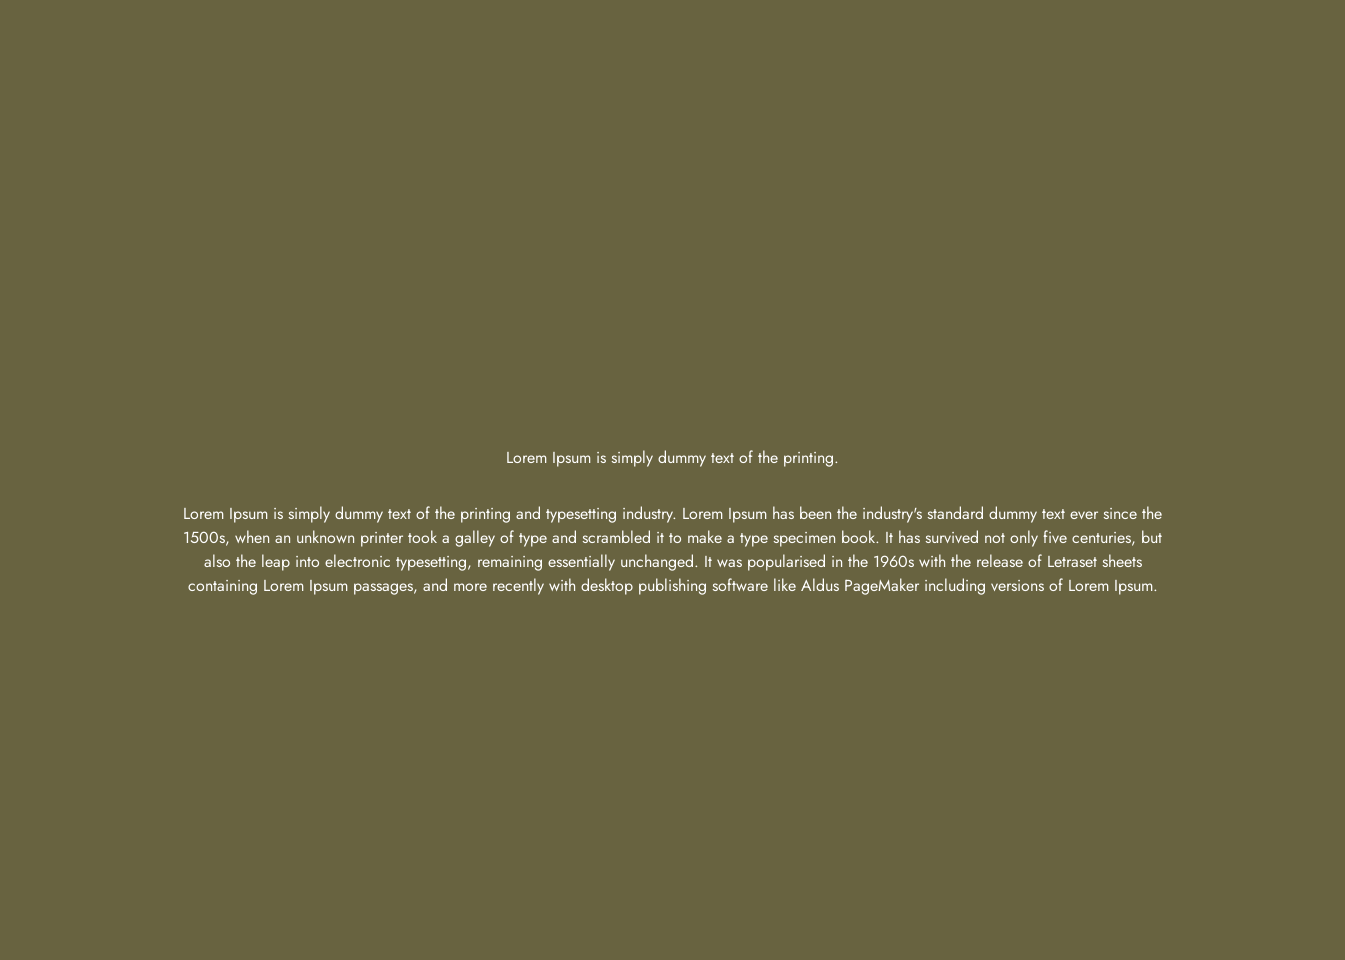 Lorem Ipsum is simply dummy text of the printing.
Lorem Ipsum is simply dummy text of the printing and typesetting industry. Lorem Ipsum has been the industry's standard dummy text ever since the
1500s, when an unknown printer took a galley of type and scrambled it to make a type specimen book. It has survived not only five centuries, but
also the leap into electronic typesetting, remaining essentially unchanged. It was popularised in the 1960s with the release of Letraset sheets
containing Lorem Ipsum passages, and more recently with desktop publishing software like Aldus PageMaker including versions of Lorem Ipsum.